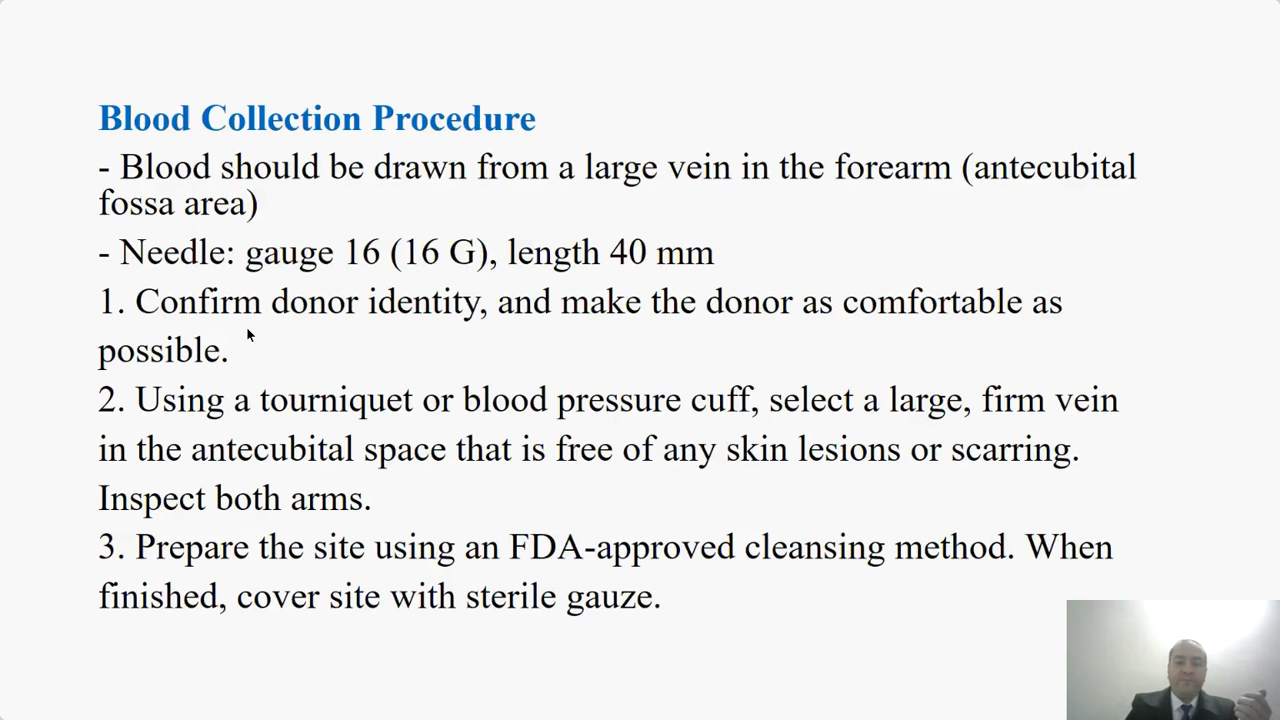 Blood Collection Procedure
- Blood should be drawn from a large vein in the forearm (antecubital
fossa area)
- Needle: gauge 16 (16 G), length 40 mm
1. Confirm donor identity, and make the donor as comfortable as
possible.
2. Using a tourniquet or blood pressure cuff, select a large, firm vein
in the antecubital space that is free of any skin lesions or scarring.
Inspect both arms.
3. Prepare the site using an FDA-approved cleansing method. When
finished, cover site with sterile gauze.